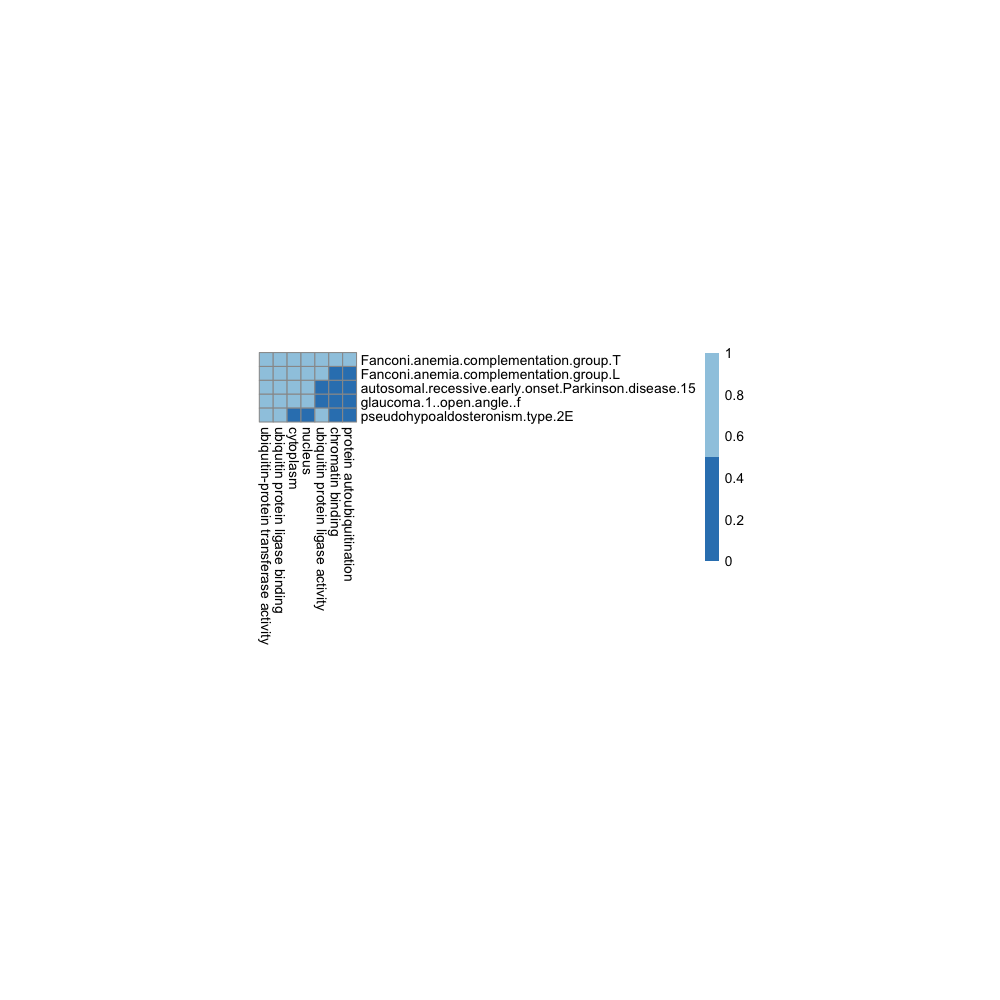 Fanconi.anemia.complementation.group.T
Fanconi.anemia.complementation.group.L
autosomal.recessive.early.onset.Parkinson.disease.15
glaucoma.1..open.angle..f
pseudohypoaldosteronism.type.2E
ubiquitin-protein transferase activity
ubiquitin protein ligase binding
cytoplasm
nucleus
ubiquitin protein ligase activity
chromatin binding
protein autoubiquitination
1
0.8
0.6
0.4
0.2
0